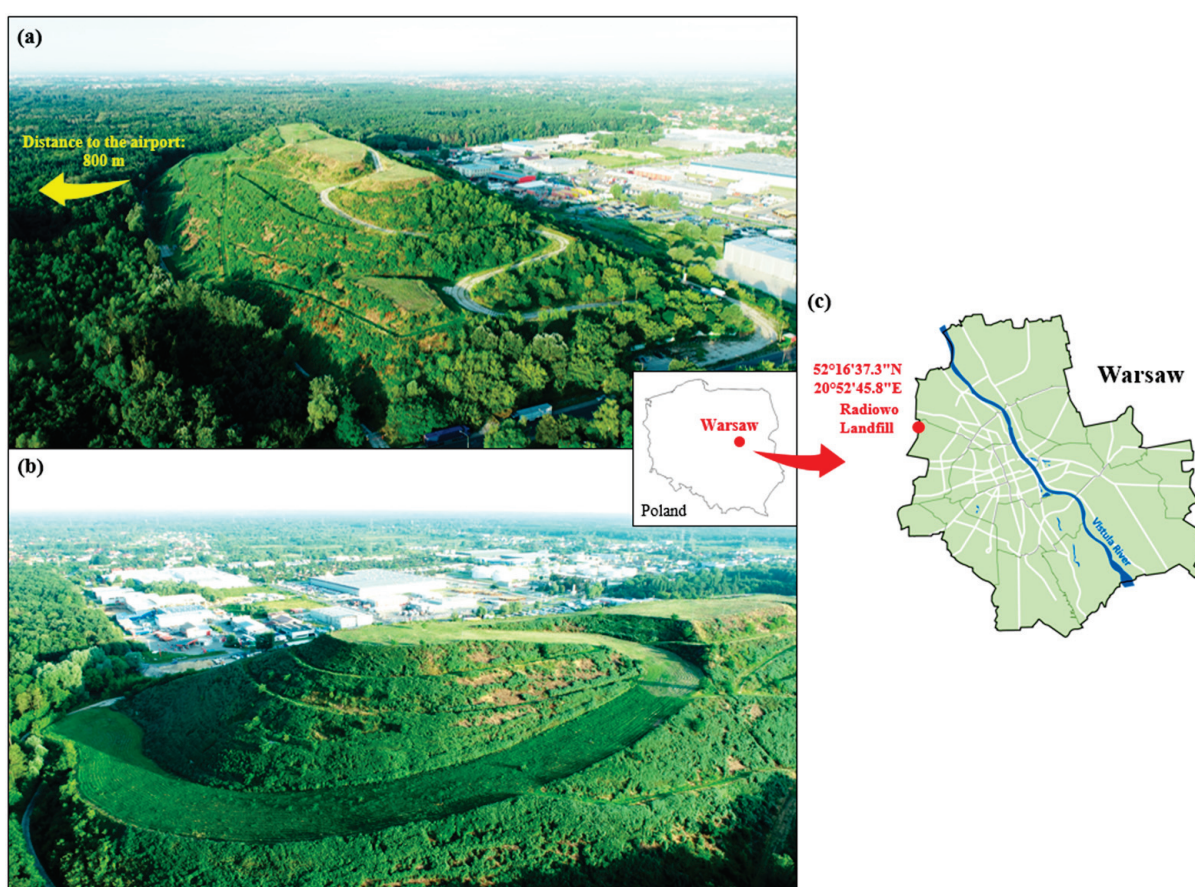 (a)
Distance to the airport:
800 m
(b)
Warsaw
Poland
(c)
52°16'37.3"N
20°52'45.8"E
Radiowo
Landfill
Warsaw
Vistula River